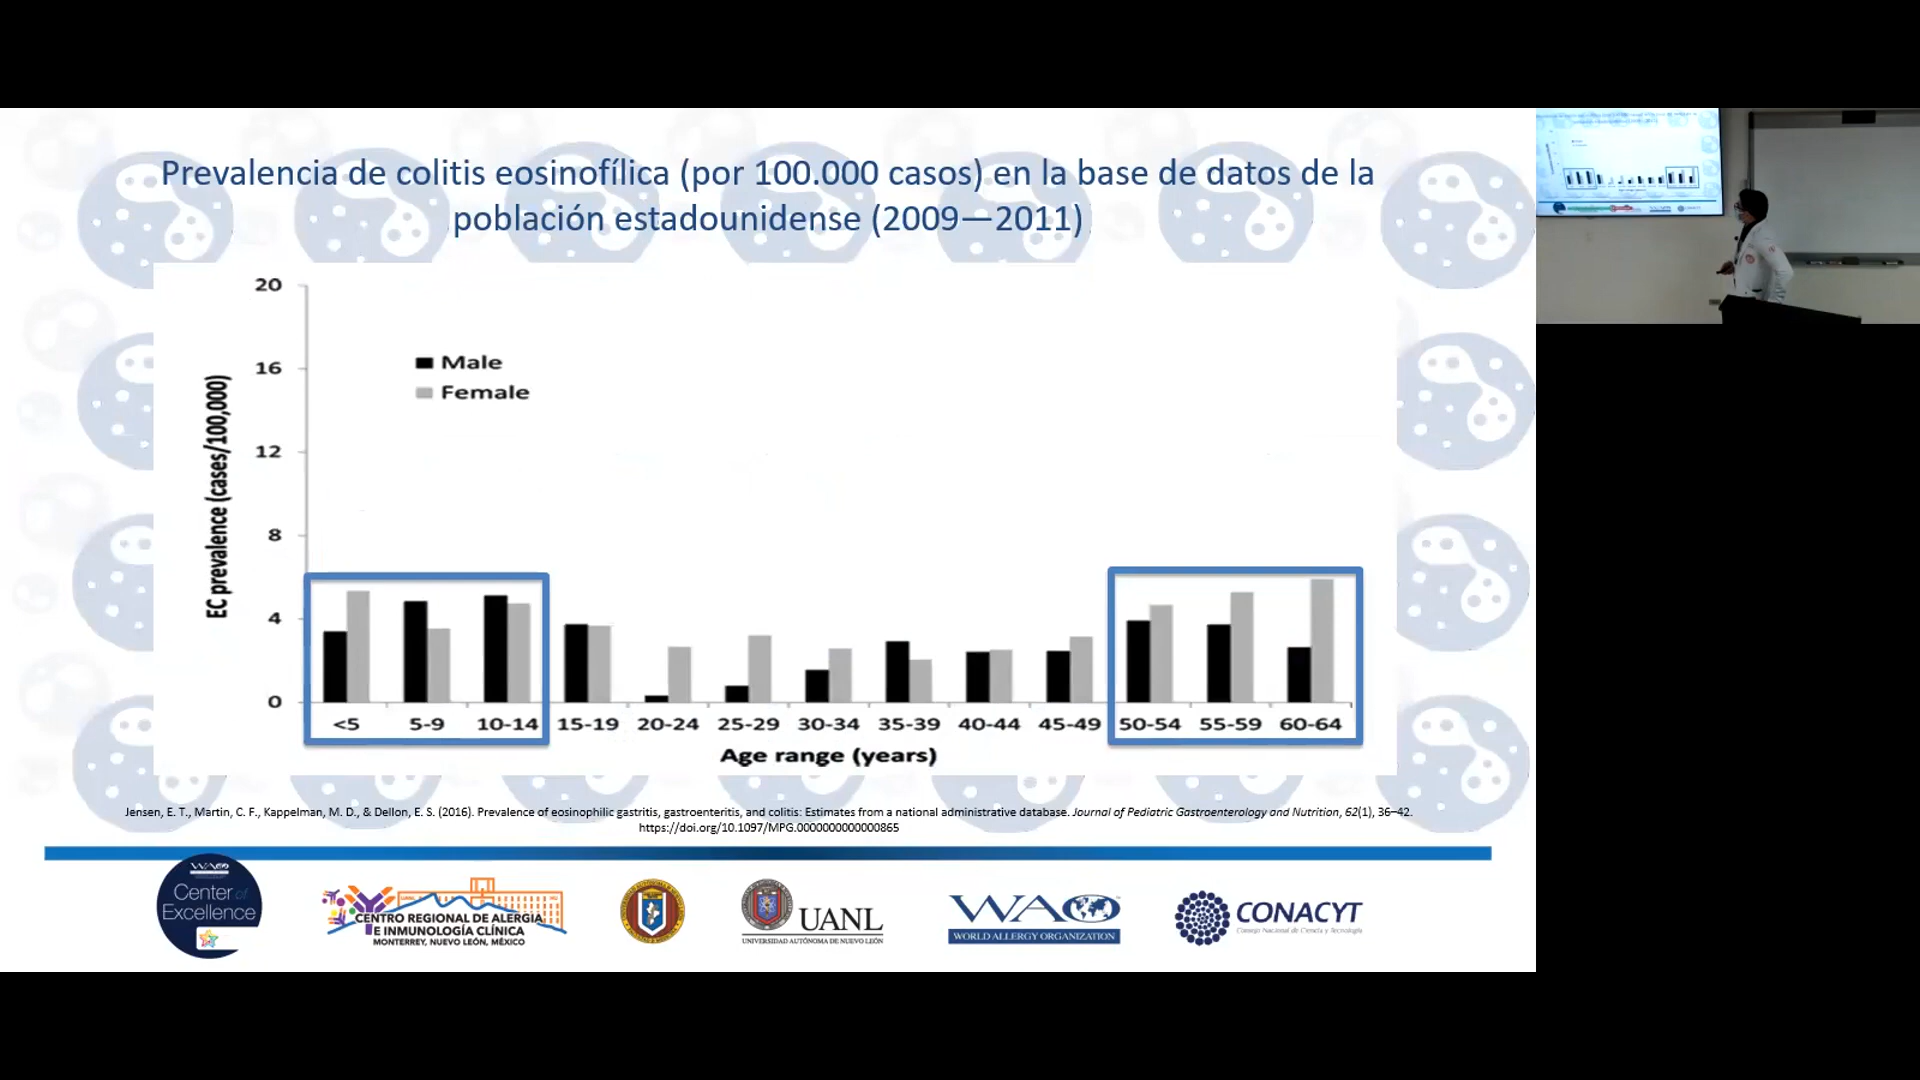 Prevalencia de colitis eosinofílica (por 100.000 casos) en la base de datos de la
población estadounidense (2009—2011)
20
16
12
8
4
0
EC prevalence (cases/100,000)
Male
Female
<5 5-9 10-14 15-19 20-24 25-29 30-34 35-39 40-44 45-49 50-54 55-59 60-64
Age range (years)
Jensen, E. T., Martin, C. F., Kappelman, M. D., & Dellon, E. S. (2016). Prevalence of eosinophilic gastritis, gastroenteritis, and colitis: Estimates from a national administrative database. Journal of Pediatric Gastroenterology and Nutrition, 62(1), 36–42.
https://doi.org/10.1097/MPG.0000000000000865
WAO
Center of
Excellence
CENTRO REGIONAL DE ALERGIA
E INMUNOLOGÍA CLÍNICA
MONTERREY, NUEVO LEÓN, MÉXICO
UANL
UNIVERSIDAD AUTÓNOMA DE NUEVO LEÓN
WAO
WORLD ALLERGY ORGANIZATION
CONACYT
Consejo Nacional de Ciencia y Tecnología